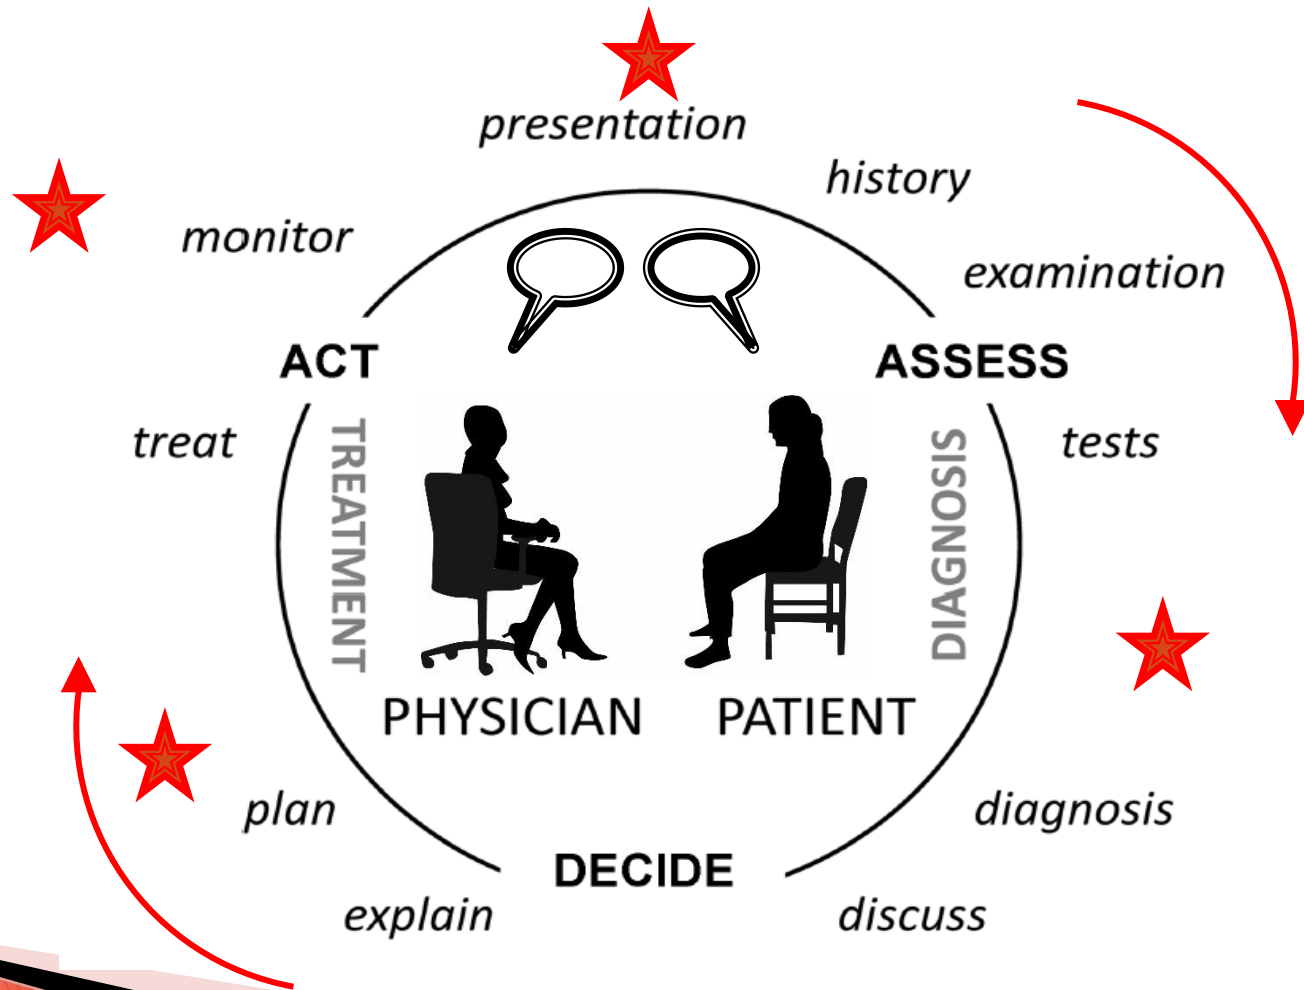 presentation
history
monitor
examination
ACT
ASSESS
treat
tests
TREATMENT
DIAGNOSIS
PHYSICIAN
PATIENT
plan
diagnosis
DECIDE
explain
discuss